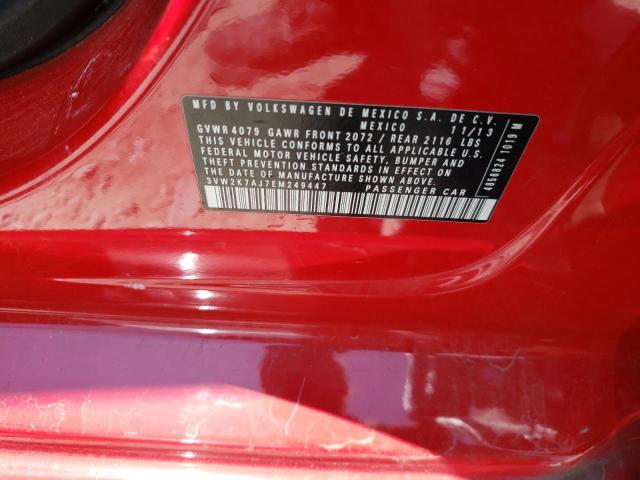 MFD BY VOLKSWAGEN DE MEXICO S.A. DE C.V.
MEXICO 11/13
GVWR 4079 GAWR FRONT 2072 / REAR 2116 LBS
THIS VEHICLE CONFORMS TO ALL APPLICABLE U.S.
FEDERAL MOTOR VEHICLE SAFETY, BUMPER AND
THEFT PREVENTION STANDARDS IN EFFECT ON
THE DATE OF MANUFACTURE SHOWN ABOVE.
3VW2K7AJ7EM249447 PASSENGER CAR